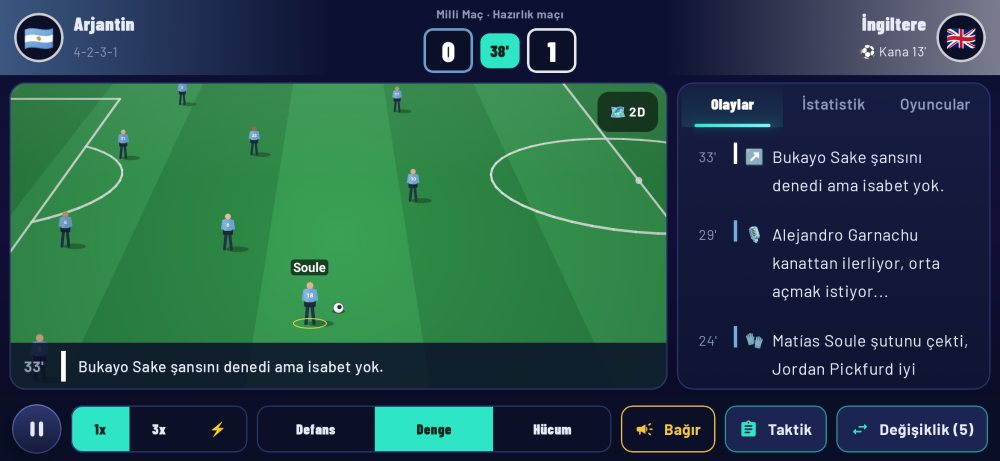 Milli Maç · Hazırlık maçı
Arjantin
4-2-3-1
0
38'
1
İngiltere
⚽ Kana 13'
2D
Soule
33' Bukayo Sake şansını denedi ama isabet yok.
Olaylar
İstatistik
Oyuncular
33' Bukayo Sake şansını
denedi ama isabet yok.
29' Alejandro Garnachu
kanattan ilerliyor, orta
açmak istiyor...
24' Matías Soule şutunu çekti,
Jordan Pickfurd iyi
1x
3x
Defans
Denge
Hücum
Bağır
Taktik
Değişiklik (5)